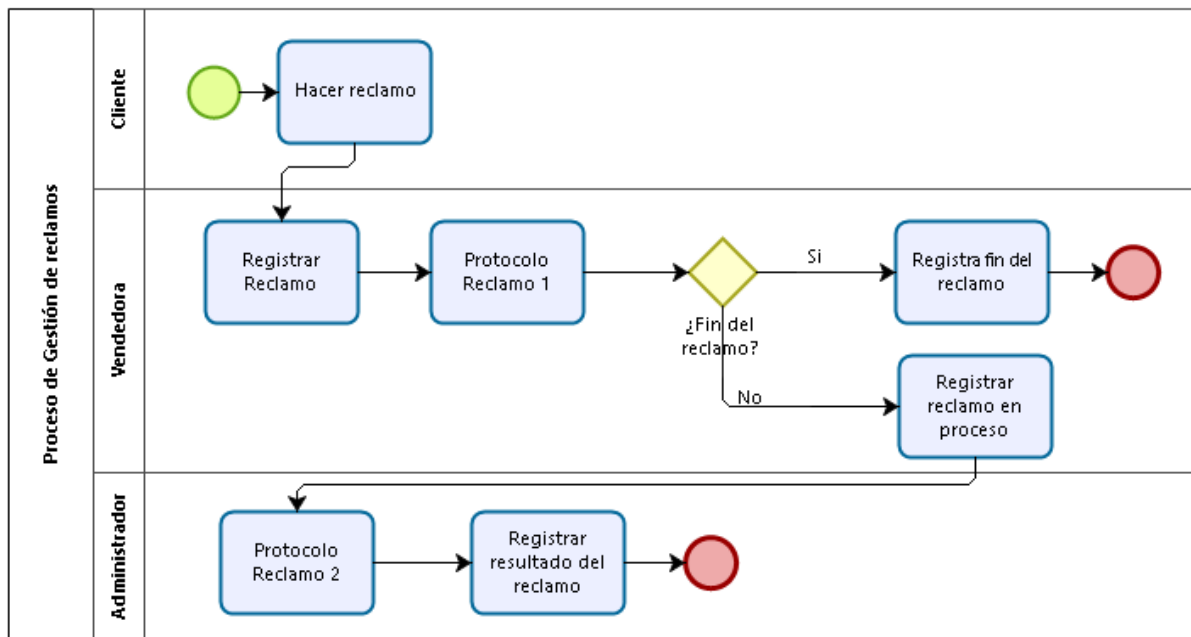 Proceso de Gestión de reclamos
Cliente
Hacer reclamo
Vendedora
Registrar
Reclamo
Protocolo
Reclamo 1
¿Fin del
reclamo?
Si
Registra fin del
reclamo
No
Registrar
reclamo en
proceso
Administrador
Protocolo
Reclamo 2
Registrar
resultado del
reclamo